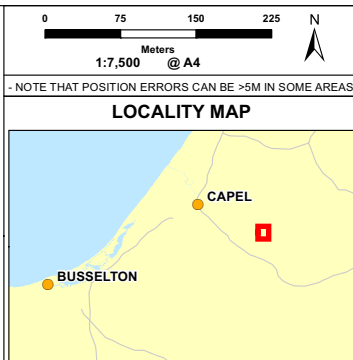 0 75 150 225 N
Meters
1:7,500 @ A4
- NOTE THAT POSITION ERRORS CAN BE >5M IN SOME AREAS
LOCALITY MAP
CAPEL
BUSSELTON